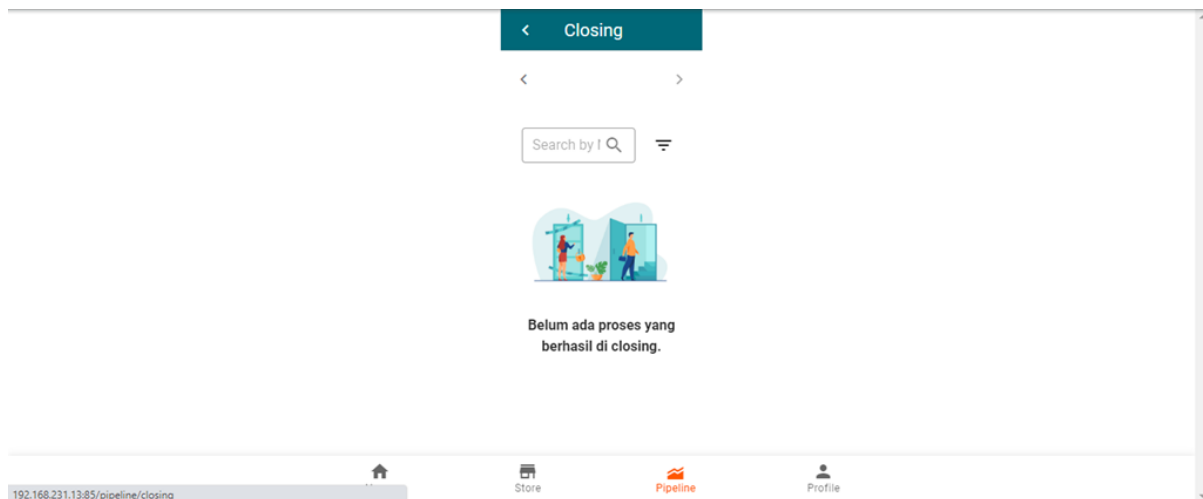 Closing
Search by
Belum ada proses yang
berhasil di closing.
Store
Pipeline
Profile
192.168.231.13:85/pipeline/closing